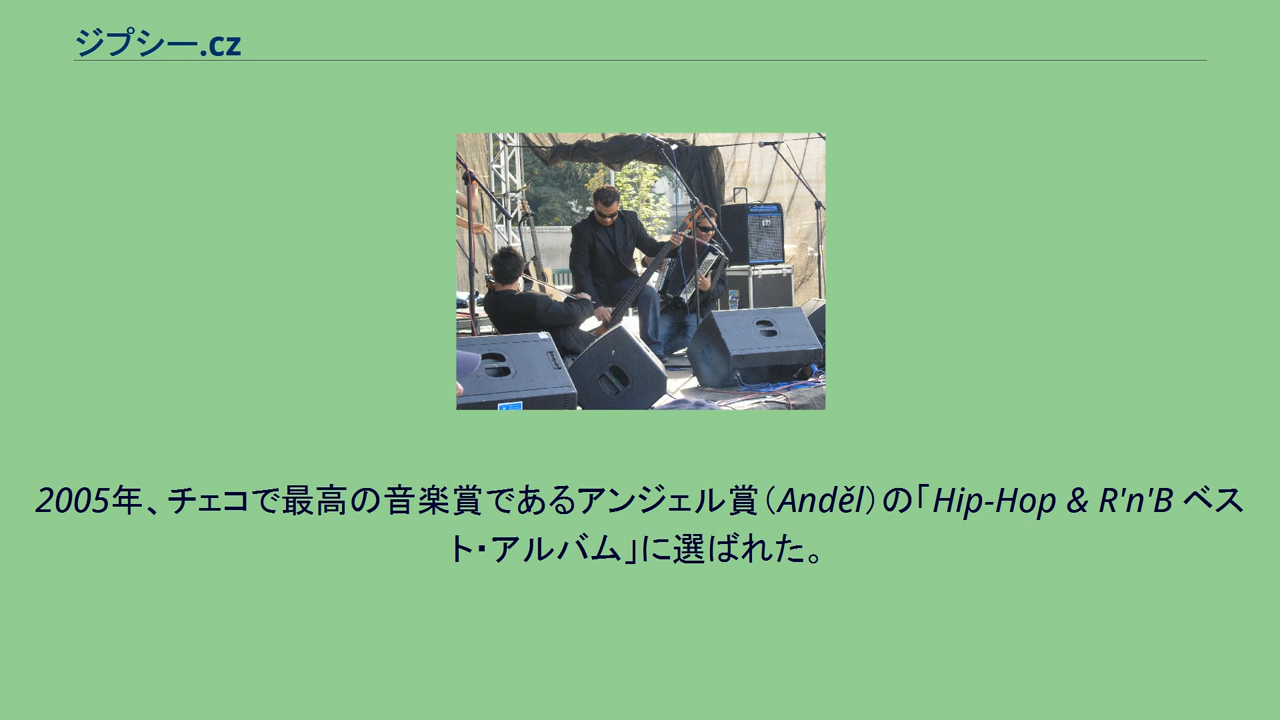 ジプシー.cz
2005年、チェコで最高の音楽賞であるアンジェル賞（Anděl）の「Hip-Hop & R'n'B ベス
ト・アルバム」に選ばれた。